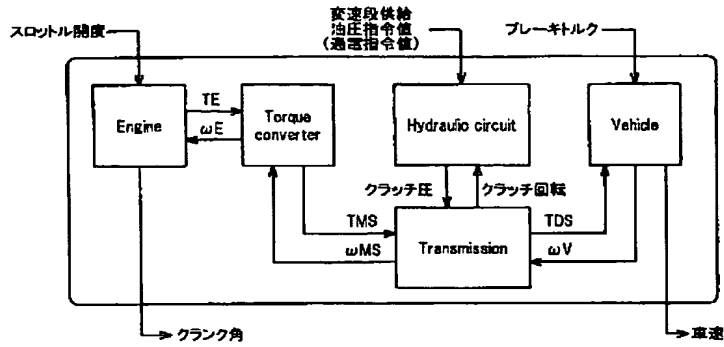 スロットル開度
変速段供給
油圧指令値
(通電指令値)
ブレーキトルク
Engine
TE
ωE
Torque
converter
Hydraulic circuit
Vehicle
クラッチ圧
クラッチ回転
TMS
ωMS
Transmission
TDS
ωV
クランク角
車速